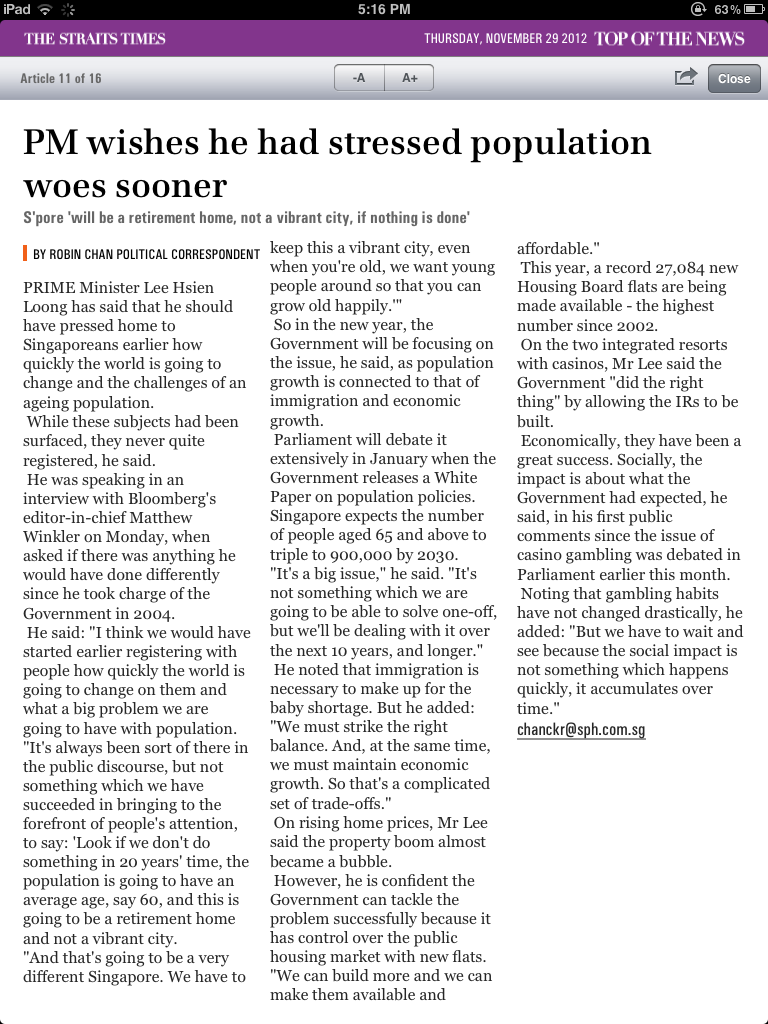 iPad 5:16 PM 63%
THE STRAITS TIMES THURSDAY, NOVEMBER 29 2012 TOP OF THE NEWS
Article 11 of 16 -A A+ Close
PM wishes he had stressed population
woes sooner
S'pore 'will be a retirement home, not a vibrant city, if nothing is done'
BY ROBIN CHAN POLITICAL CORRESPONDENT
PRIME Minister Lee Hsien
Loong has said that he should
have pressed home to
Singaporeans earlier how
quickly the world is going to
change and the challenges of an
ageing population.
While these subjects had been
surfaced, they never quite
registered, he said.
He was speaking in an
interview with Bloomberg's
editor-in-chief Matthew
Winkler on Monday, when
asked if there was anything he
would have done differently
since he took charge of the
Government in 2004.
He said: "I think we would have
started earlier registering with
people how quickly the world is
going to change on them and
what a big problem we are
going to have with population.
"It's always been sort of there in
the public discourse, but not
something which we have
succeeded in bringing to the
forefront of people's attention,
to say: 'Look if we don't do
something in 20 years' time, the
population is going to have an
average age, say 60, and this is
going to be a retirement home
and not a vibrant city.
"And that's going to be a very
different Singapore. We have to
keep this a vibrant city, even
when you're old, we want young
people around so that you can
grow old happily.'"
So in the new year, the
Government will be focusing on
the issue, he said, as population
growth is connected to that of
immigration and economic
growth.
Parliament will debate it
extensively in January when the
Government releases a White
Paper on population policies.
Singapore expects the number
of people aged 65 and above to
triple to 900,000 by 2030.
"It's a big issue," he said. "It's
not something which we are
going to be able to solve one-off,
but we'll be dealing with it over
the next 10 years, and longer."
He noted that immigration is
necessary to make up for the
baby shortage. But he added:
"We must strike the right
balance. And, at the same time,
we must maintain economic
growth. So that's a complicated
set of trade-offs."
On rising home prices, Mr Lee
said the property boom almost
became a bubble.
However, he is confident the
Government can tackle the
problem successfully because it
has control over the public
housing market with new flats.
"We can build more and we can
make them available and
affordable."
This year, a record 27,084 new
Housing Board flats are being
made available - the highest
number since 2002.
On the two integrated resorts
with casinos, Mr Lee said the
Government "did the right
thing" by allowing the IRs to be
built.
Economically, they have been a
great success. Socially, the
impact is about what the
Government had expected, he
said, in his first public
comments since the issue of
casino gambling was debated in
Parliament earlier this month.
Noting that gambling habits
have not changed drastically, he
added: "But we have to wait and
see because the social impact is
not something which happens
quickly, it accumulates over
time."
chanckr@sph.com.sg